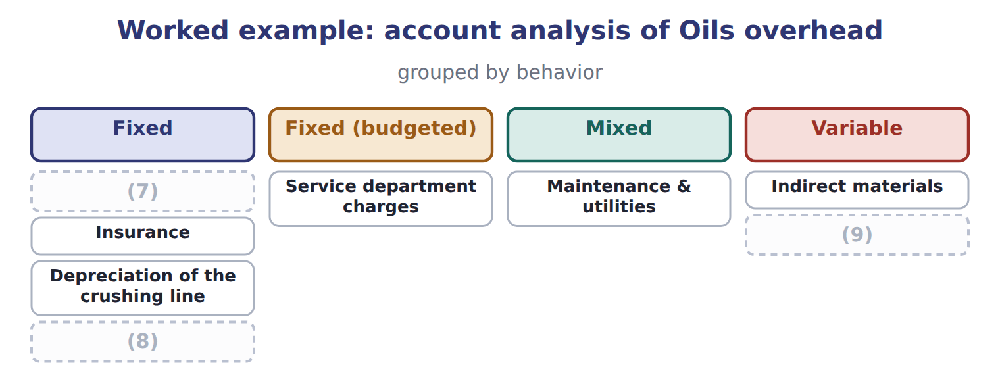 Worked example: account analysis of Oils overhead
grouped by behavior
Fixed
(7)
Insurance
Depreciation of the
crushing line
(8)
Fixed (budgeted)
Service department
charges
Mixed
Maintenance &
utilities
Variable
Indirect materials
(9)